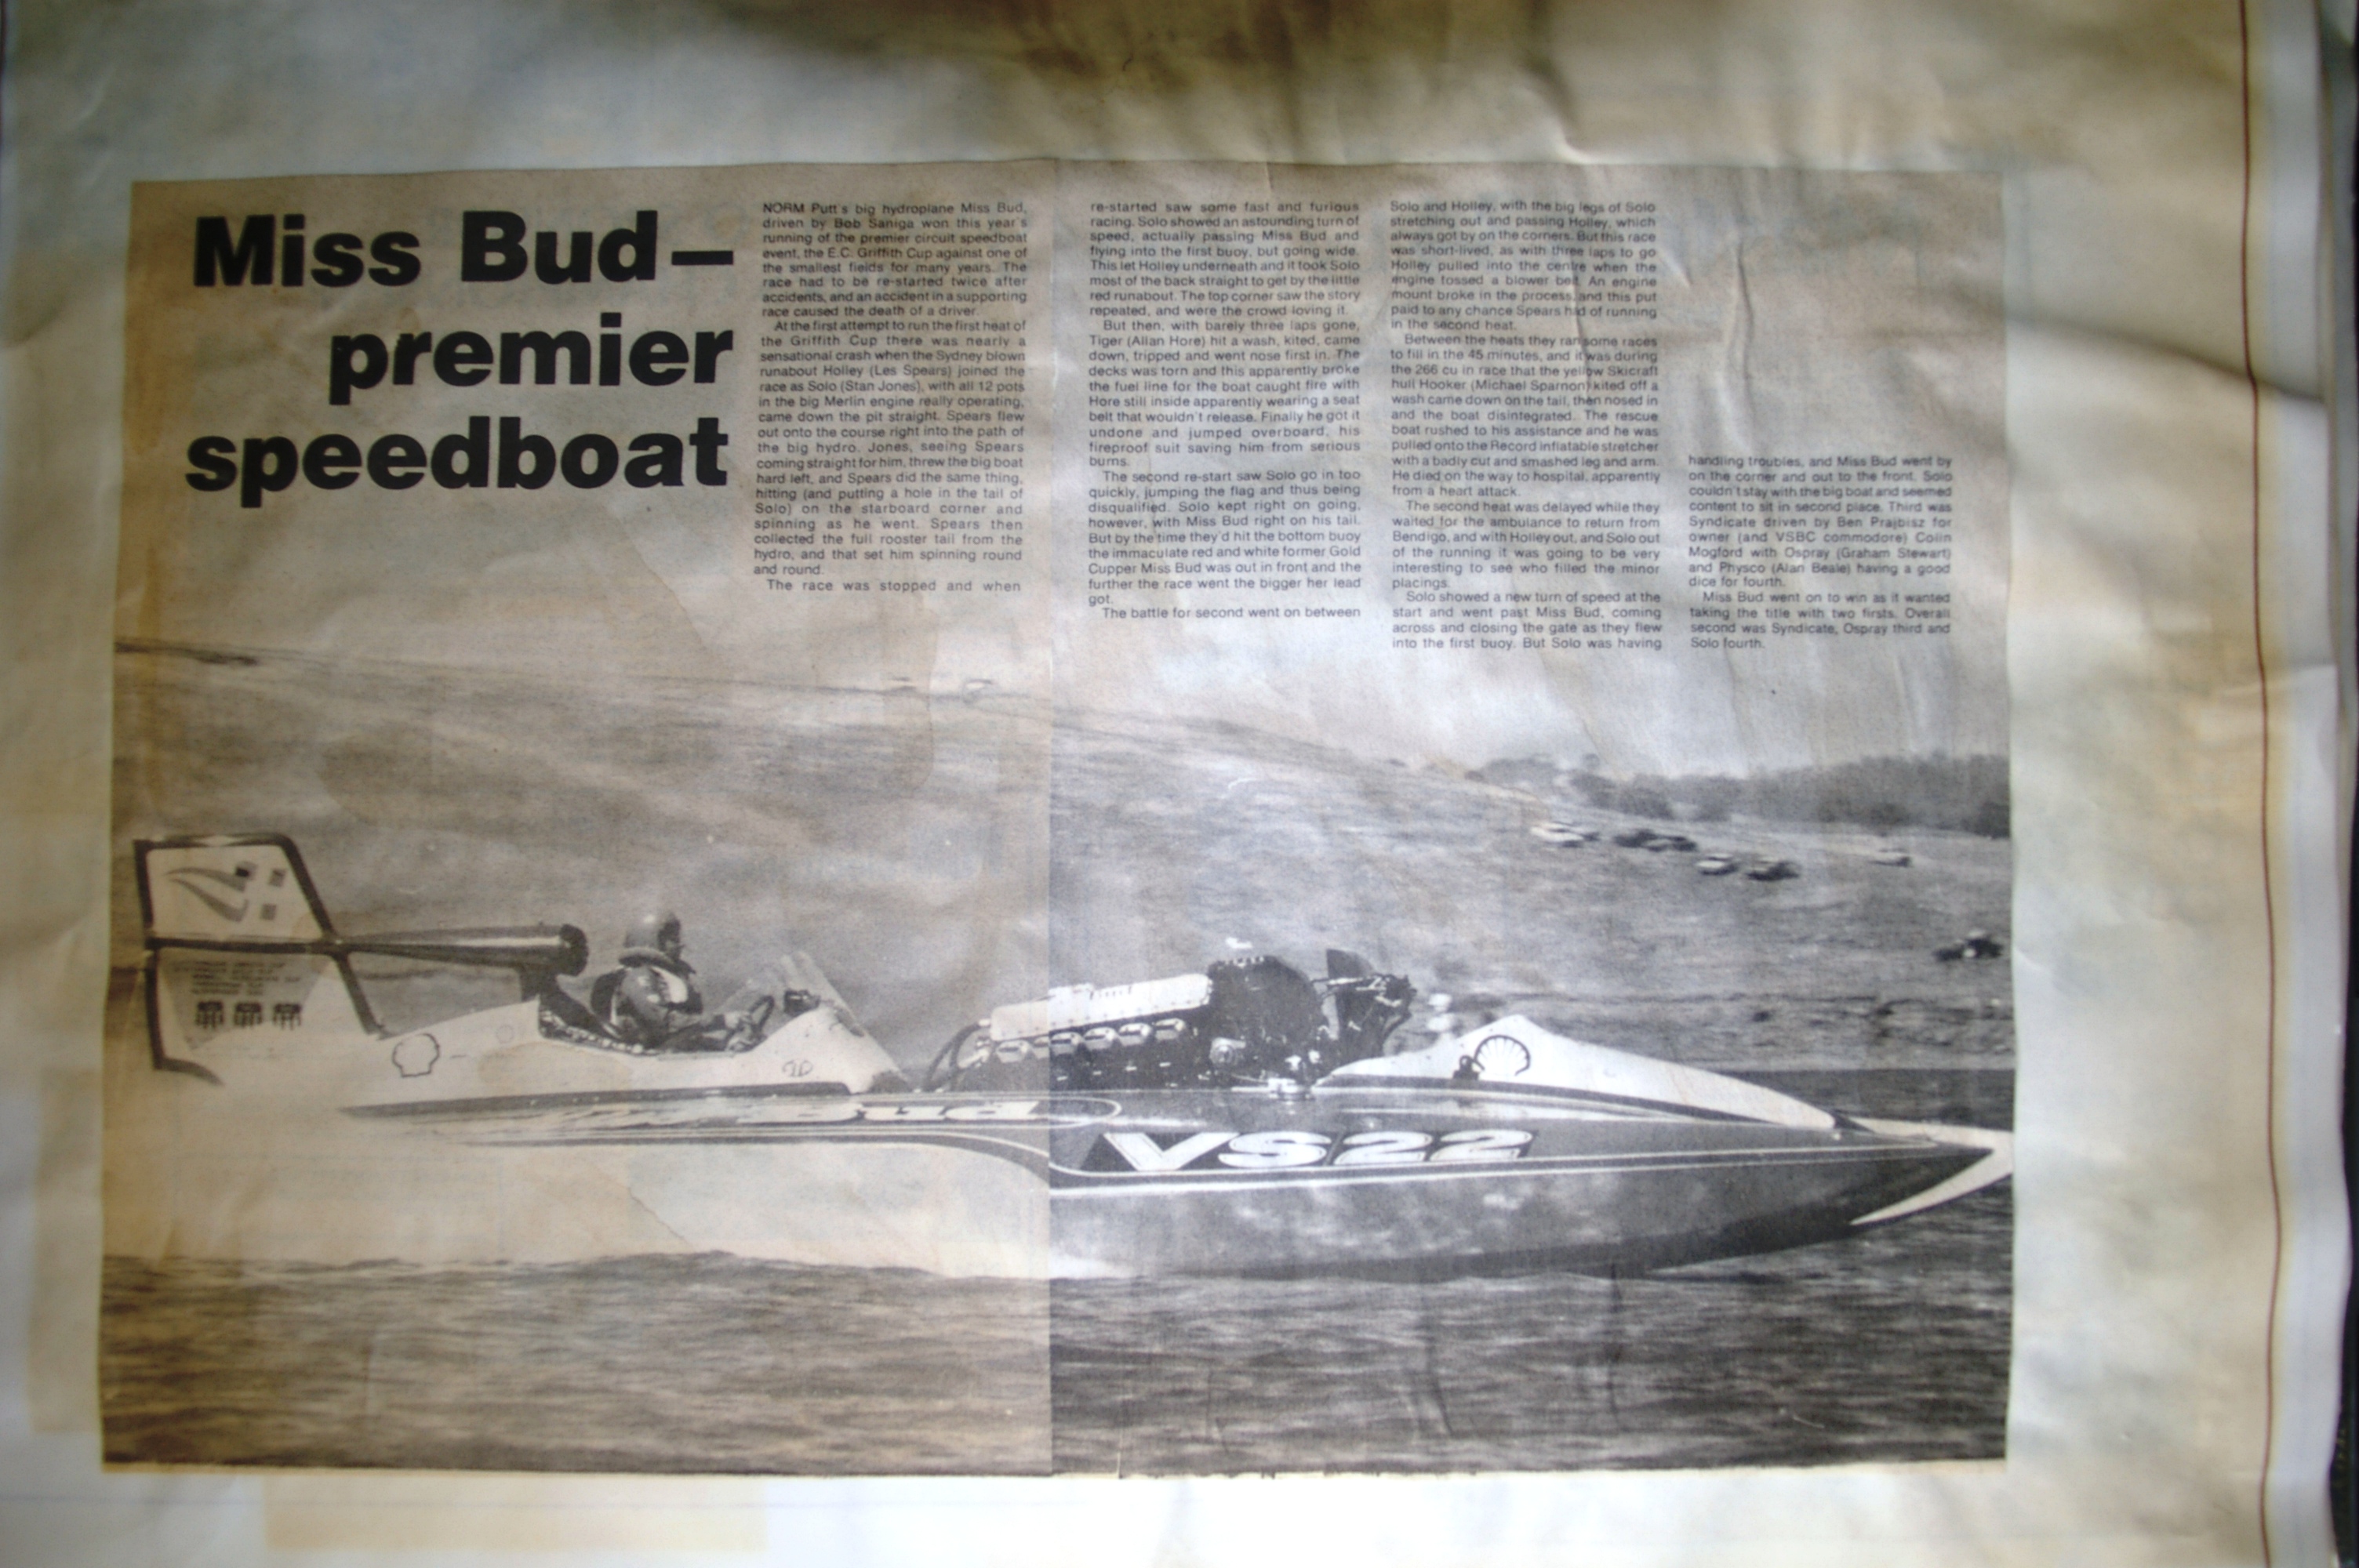 Miss Bud—
premier
speedboat
NORM Putt's big hydroplane Miss Bud,
driven by Bob Saniga won this year's
running of the premier circuit speedboat
event, the E.C. Griffith Cup against one of
the smallest fields for many years. The
race had to be re-started twice after
accidents, and an accident in a supporting
race caused the death of a driver.
At the first attempt to run the first heat of
the Griffith Cup there was nearly a
sensational crash when the Sydney blown
runabout Holley (Les Spears) joined the
race as Solo (Stan Jones), with all 12 pots
in the big Merlin engine really operating,
came down the pit straight. Spears flew
out onto the course right into the path of
the big hydro. Jones, seeing Spears
coming straight for him, threw the big boat
hard left, and Spears did the same thing,
hitting (and putting a hole in the tail of
Solo) on the starboard corner and
spinning as he went. Spears then
collected the full rooster tail from the
hydro, and that set him spinning round
and round.
The race was stopped and when
re-started saw some fast and furious
racing. Solo showed an astounding turn of
speed, actually passing Miss Bud and
flying into the first buoy, but going wide.
This let Holley underneath and it took Solo
most of the back straight to get by the little
red runabout. The top corner saw the story
repeated, and were the crowd loving it.
But then, with barely three laps gone,
Tiger (Allan Hore) hit a wash, kited, came
down, tripped and went nose first in. The
decks was torn and this apparently broke
the fuel line for the boat caught fire with
Hore still inside apparently wearing a seat
belt that wouldn't release. Finally he got it
undone and jumped overboard, his
fireproof suit saving him from serious
burns.
The second re-start saw Solo go in too
quickly, jumping the flag and thus being
disqualified. Solo kept right on going,
however, with Miss Bud right on his tail.
But by the time they'd hit the bottom buoy
the immaculate red and white former Gold
Cupper Miss Bud was out in front and the
further the race went the bigger her lead
got.
The battle for second went on between
Solo and Holley, with the big legs of Solo
stretching out and passing Holley, which
always got by on the corners. But this race
was short-lived, as with three laps to go
Holley pulled into the centre when the
engine tossed a blower belt. An engine
mount broke in the process, and this put
paid to any chance Spears had of running
in the second heat.
Between the heats they ran some races
to fill in the 45 minutes, and it was during
the 266 cu in race that the yellow Skicraft
hull Hooker (Michael Sparnon) kited off a
wash came down on the tail, then nosed in
and the boat disintegrated. The rescue
boat rushed to his assistance and he was
pulled onto the Record inflatable stretcher
with a badly cut and smashed leg and arm.
He died on the way to hospital, apparently
from a heart attack.
The second heat was delayed while they
waited for the ambulance to return from
Bendigo, and with Holley out, and Solo out
of the running it was going to be very
interesting to see who filled the minor
placings.
Solo showed a new turn of speed at the
start and went past Miss Bud, coming
across and closing the gate as they flew
into the first buoy. But Solo was having
handling troubles, and Miss Bud went by
on the corner and out to the front. Solo
couldn't stay with the big boat and seemed
content to sit in second place. Third was
Syndicate driven by Ben Prajbisz for
owner (and VSBC commodore) Colin
Mogford with Ospray (Graham Stewart)
and Physco (Alan Beale) having a good
dice for fourth.
Miss Bud went on to win as it wanted
taking the title with two firsts. Overall
second was Syndicate, Ospray third and
Solo fourth.
Bud
VS22